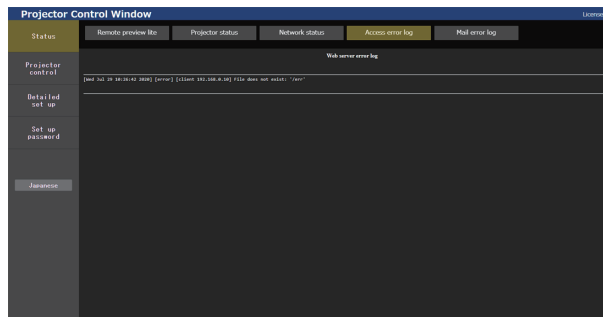 Projector Control Window
License
Status
Remote preview lite
Projector status
Network status
Access error log
Mail error log
Web server error log
[Wed Jul 29 10:26:42 2020] [error] [client 192.168.0.10] File does not exist: '/err'
Projector
control
Detailed
set up
Set up
password
Japanese